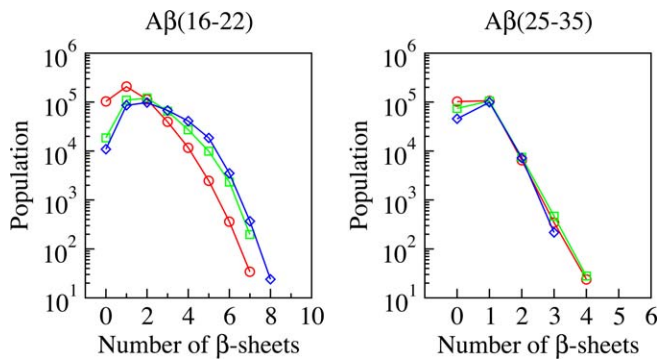 Aβ(16-22)
10^6
10^5
10^4
10^3
10^2
10^1
Population
0 2 4 6 8 10
Number of β-sheets
Aβ(25-35)
10^6
10^5
10^4
10^3
10^2
10^1
Population
0 1 2 3 4 5 6
Number of β-sheets